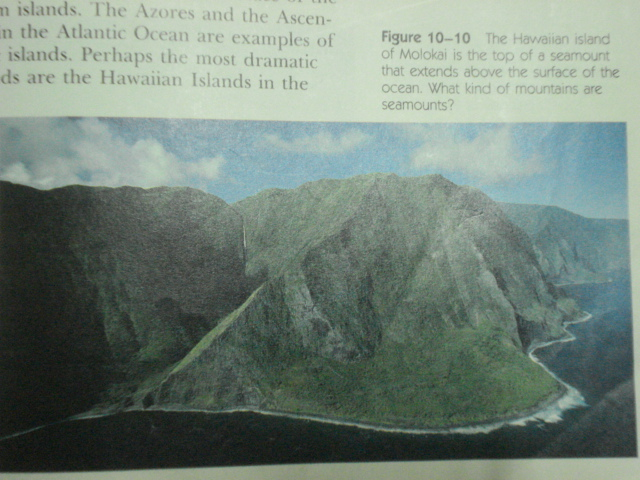 n islands. The Azores and the Ascen-
in the Atlantic Ocean are examples of
islands. Perhaps the most dramatic
ds are the Hawaiian Islands in the
Figure 10–10 The Hawaiian island
of Molokai is the top of a seamount
that extends above the surface of the
ocean. What kind of mountains are
seamounts?